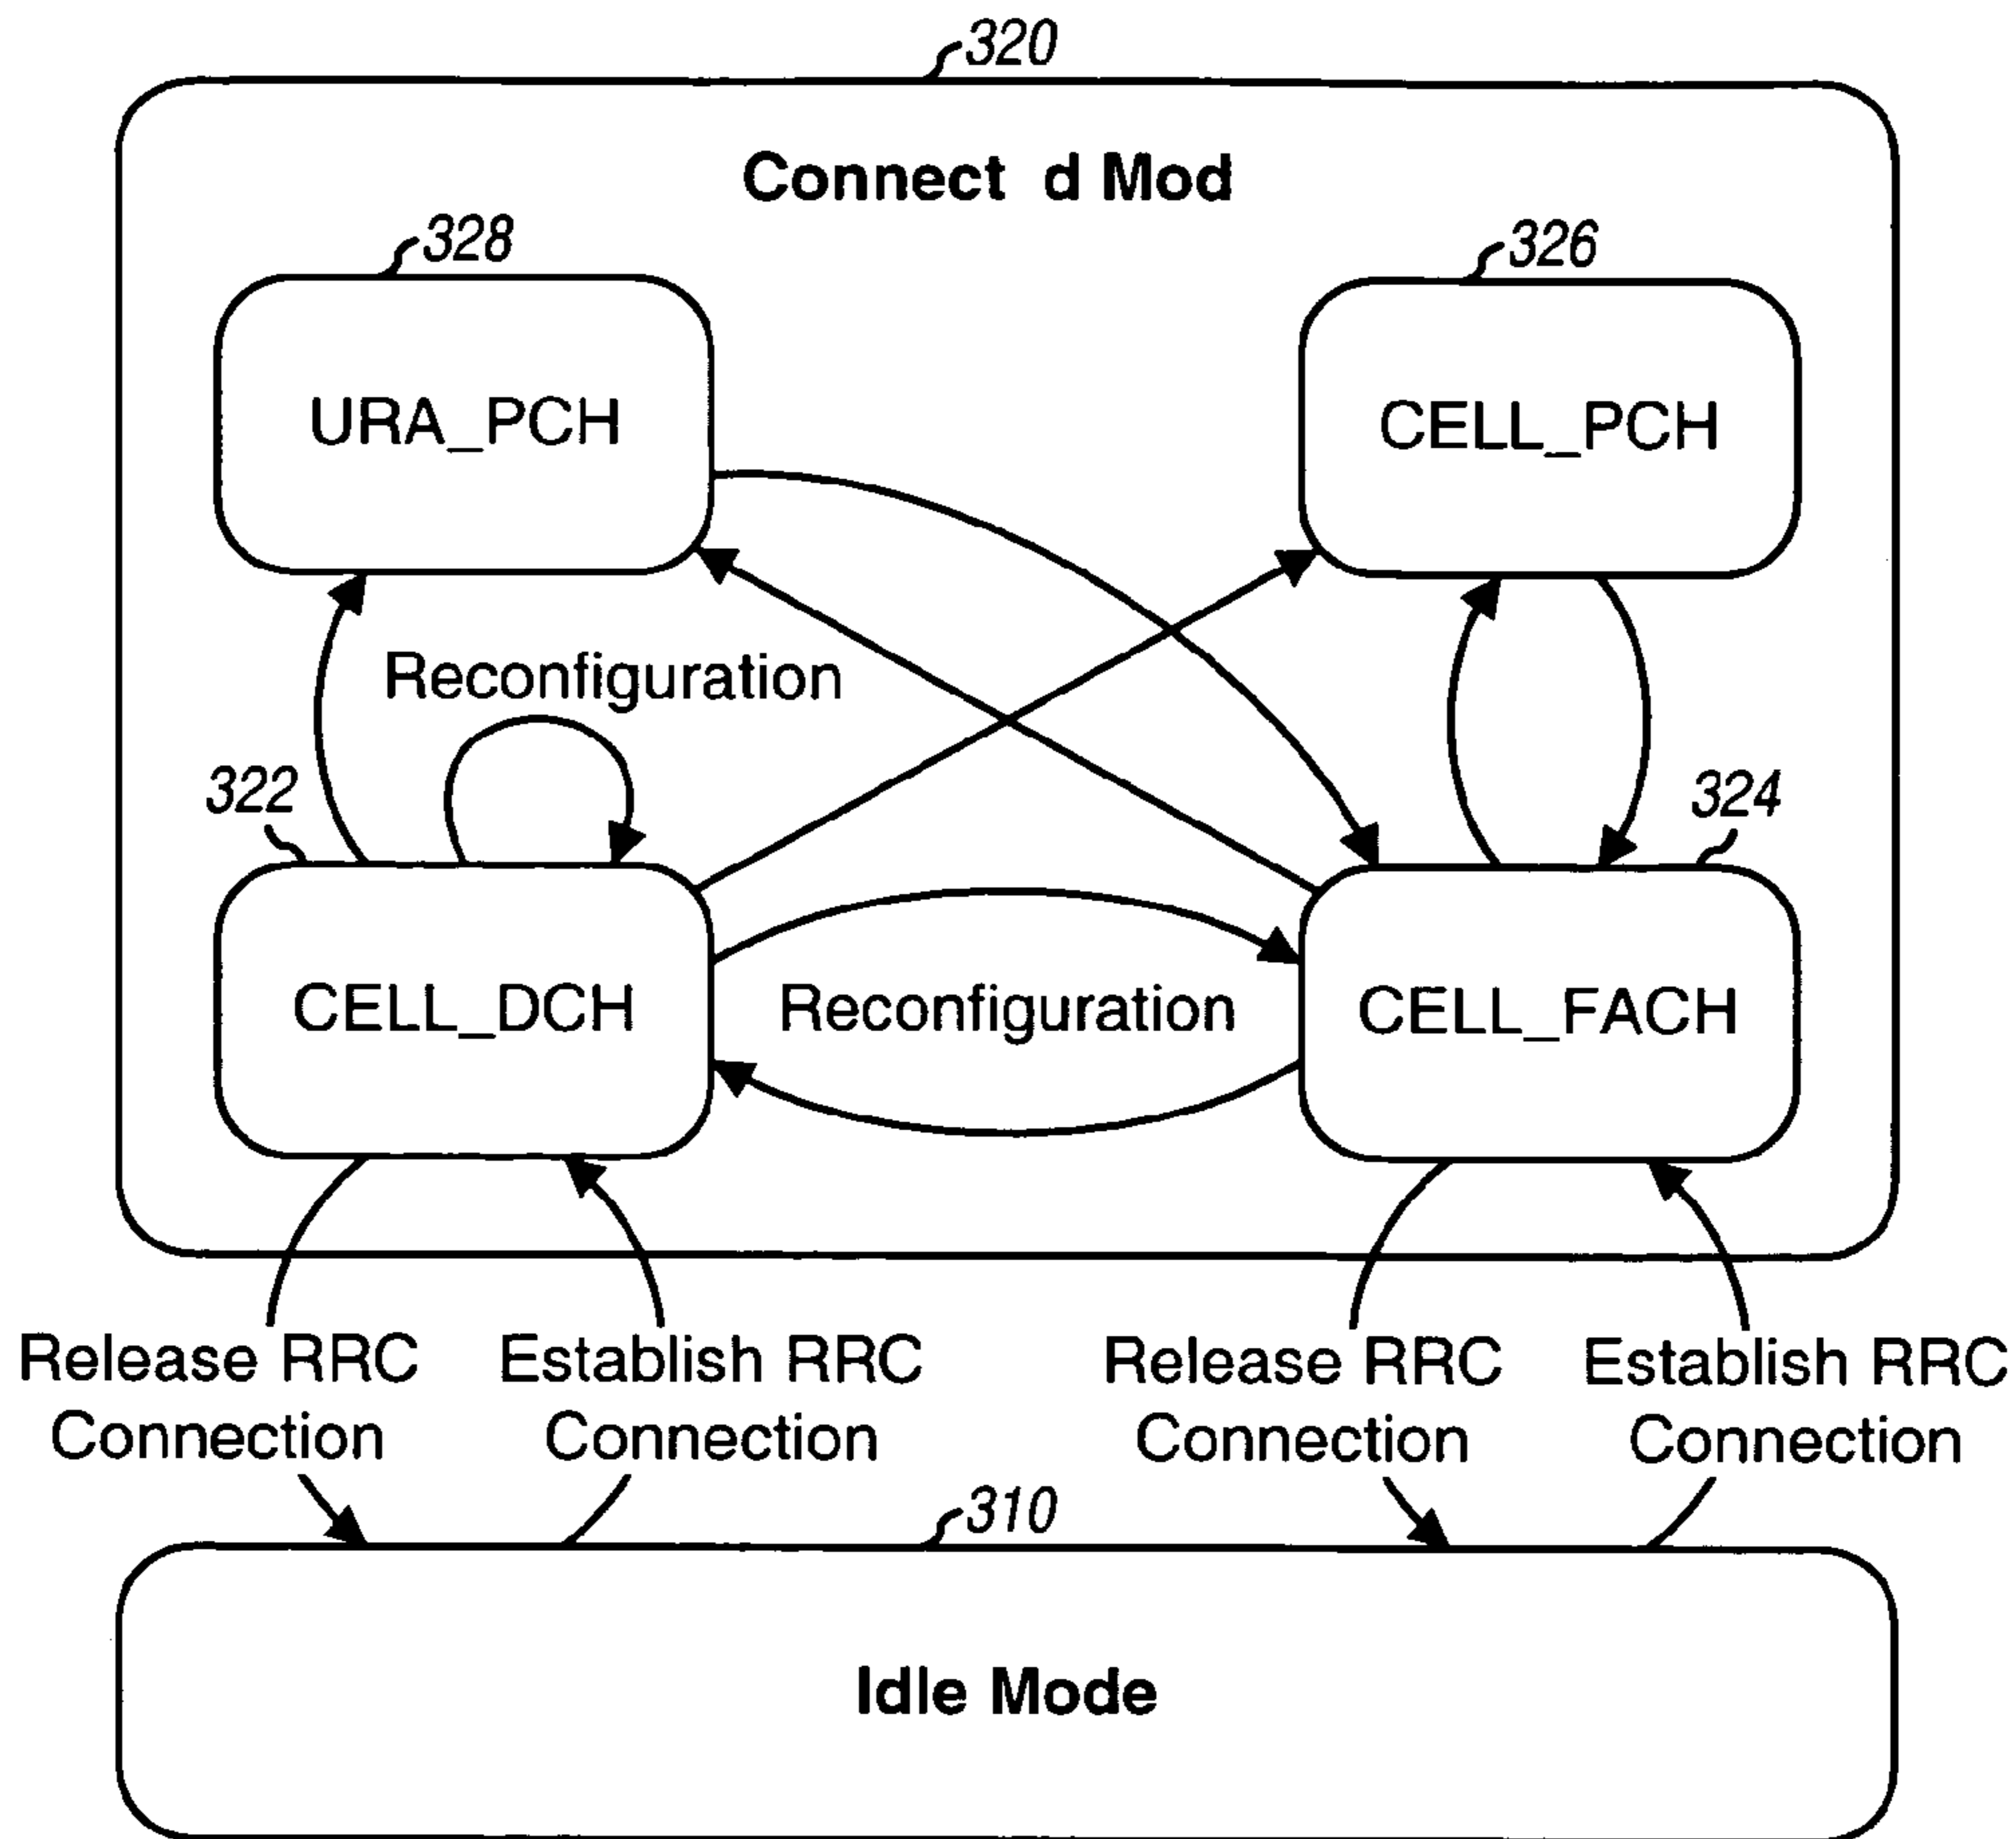 320
Connect d Mod
328
326
URA_PCH
CELL_PCH
Reconfiguration
322
324
CELL_DCH
Reconfiguration
CELL_FACH
Release RRC
Connection
Establish RRC
Connection
Release RRC
Connection
Establish RRC
Connection
310
Idle Mode